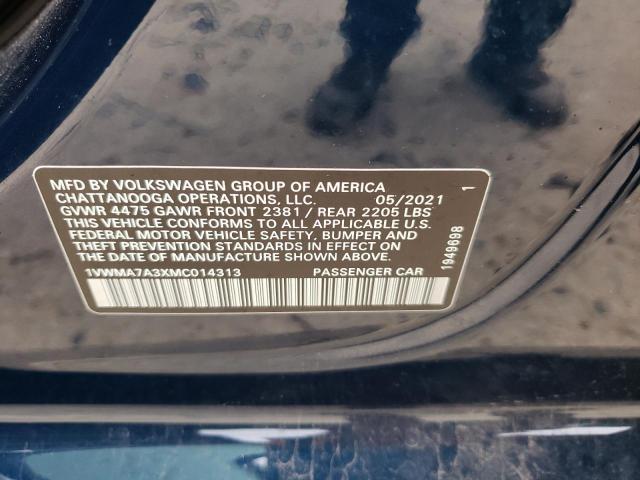 MFD BY VOLKSWAGEN GROUP OF AMERICA
CHATTANOOGA OPERATIONS, LLC. 05/2021
GVWR 4475 GAWR FRONT 2381 / REAR 2205 LBS
THIS VEHICLE CONFORMS TO ALL APPLICABLE U.S.
FEDERAL MOTOR VEHICLE SAFETY, BUMPER AND
THEFT PREVENTION STANDARDS IN EFFECT ON
THE DATE OF MANUFACTURE SHOWN ABOVE.
1VWMA7A3XMC014313 PASSENGER CAR
1949698 1